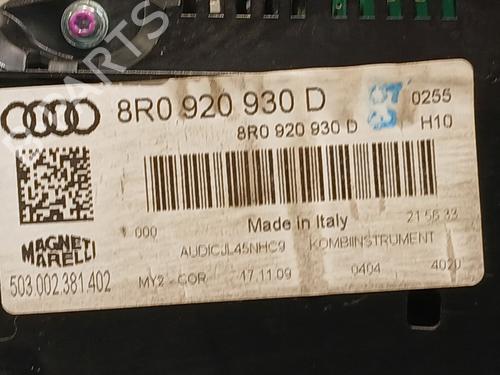 PARTS
8R0 920 930 D
8R0 920 930 D
0255
H10
000
Made in Italy
21 56 33
AUDICJL45NHC9 KOMBIINSTRUMENT
MAGNETI
MARELLI
503.002.381.402
MY2 - COR 17.11.09 0404 4020